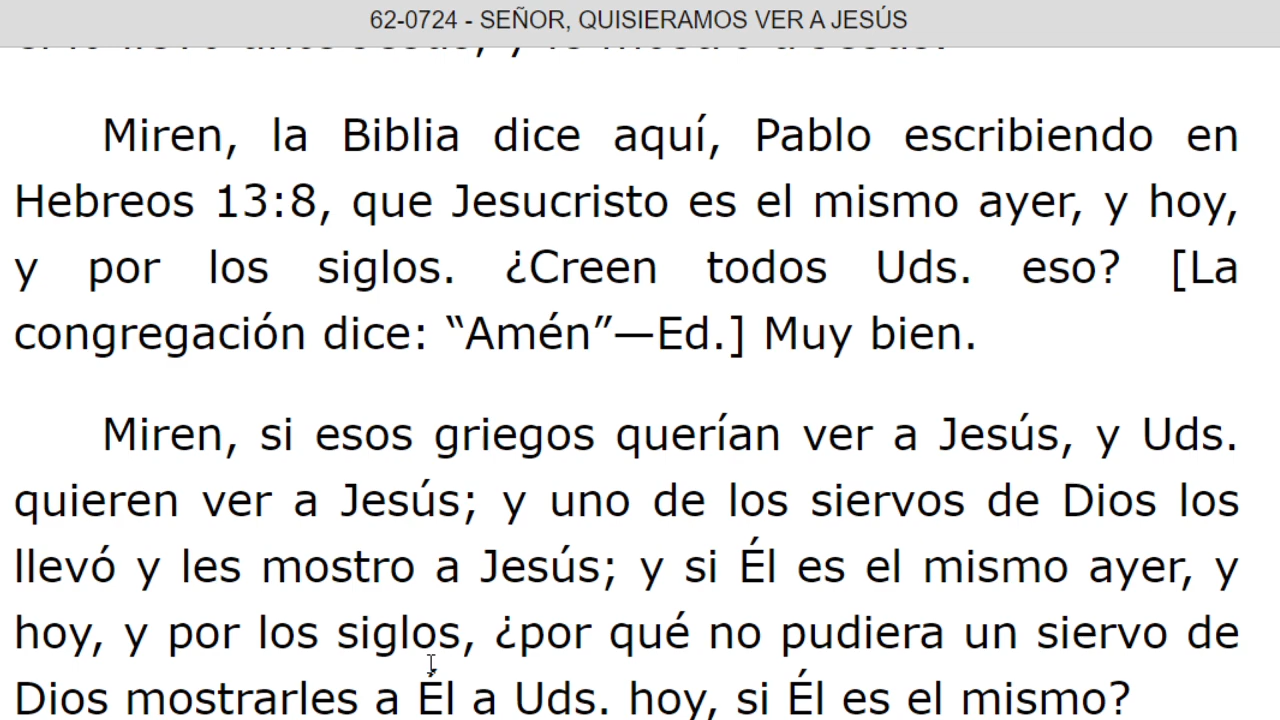 62-0724 - SEÑOR, QUISIERAMOS VER A JESÚS
Miren, la Biblia dice aquí, Pablo escribiendo en
Hebreos 13:8, que Jesucristo es el mismo ayer, y hoy,
y por los siglos. ¿Creen todos Uds. eso? [La
congregación dice: “Amén”—Ed.] Muy bien.
Miren, si esos griegos querían ver a Jesús, y Uds.
quieren ver a Jesús; y uno de los siervos de Dios los
llevó y les mostro a Jesús; y si Él es el mismo ayer, y
hoy, y por los siglos, ¿por qué no pudiera un siervo de
Dios mostrarles a Él a Uds. hoy, si Él es el mismo?